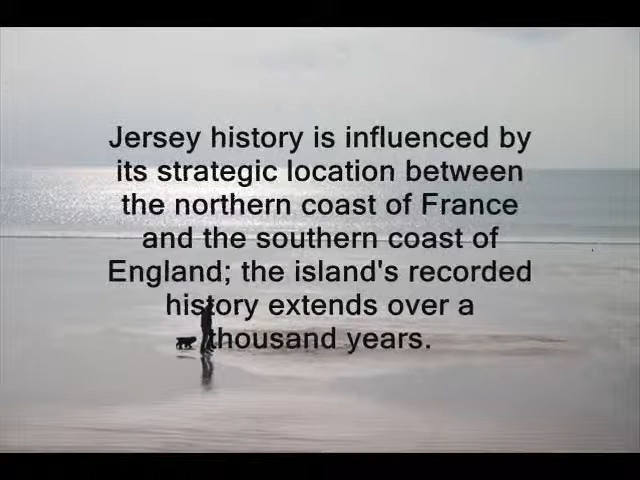 Jersey history is influenced by
its strategic location between
the northern coast of France
and the southern coast of
England; the island's recorded
history extends over a
thousand years.